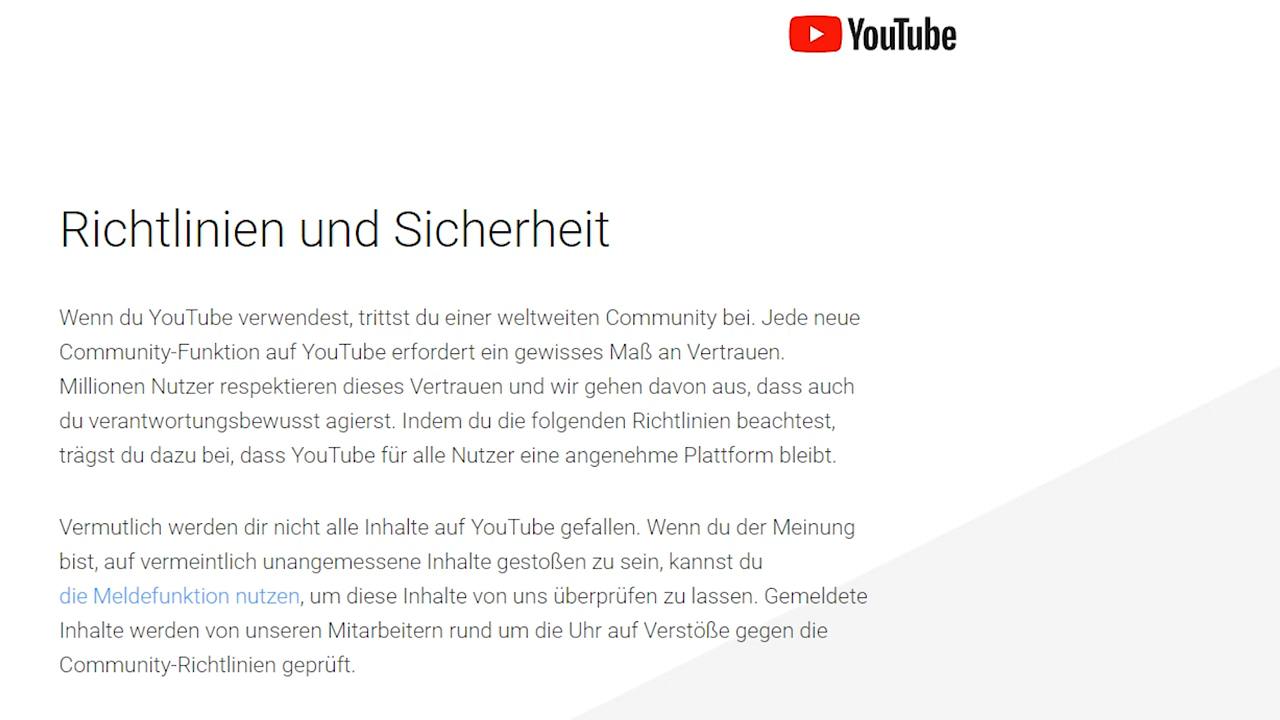 YouTube
Richtlinien und Sicherheit
Wenn du YouTube verwendest, trittst du einer weltweiten Community bei. Jede neue
Community-Funktion auf YouTube erfordert ein gewisses Maß an Vertrauen.
Millionen Nutzer respektieren dieses Vertrauen und wir gehen davon aus, dass auch
du verantwortungsbewusst agierst. Indem du die folgenden Richtlinien beachtest,
trägst du dazu bei, dass YouTube für alle Nutzer eine angenehme Plattform bleibt.
Vermutlich werden dir nicht alle Inhalte auf YouTube gefallen. Wenn du der Meinung
bist, auf vermeintlich unangemessene Inhalte gestoßen zu sein, kannst du
die Meldefunktion nutzen, um diese Inhalte von uns überprüfen zu lassen. Gemeldete
Inhalte werden von unseren Mitarbeitern rund um die Uhr auf Verstöße gegen die
Community-Richtlinien geprüft.